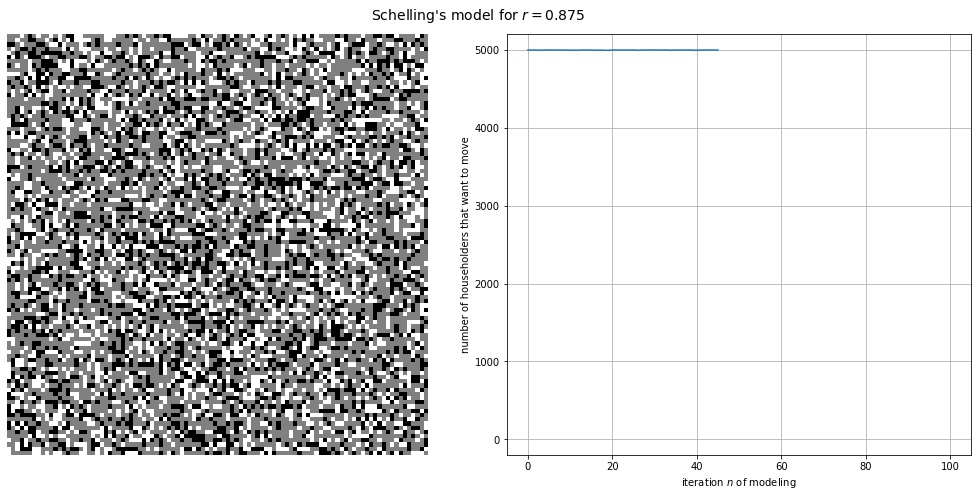 Schelling's model for r = 0.875
number of householders that want to move
5000
4000
3000
2000
1000
0
0 20 40 60 80 100
iteration n of modeling